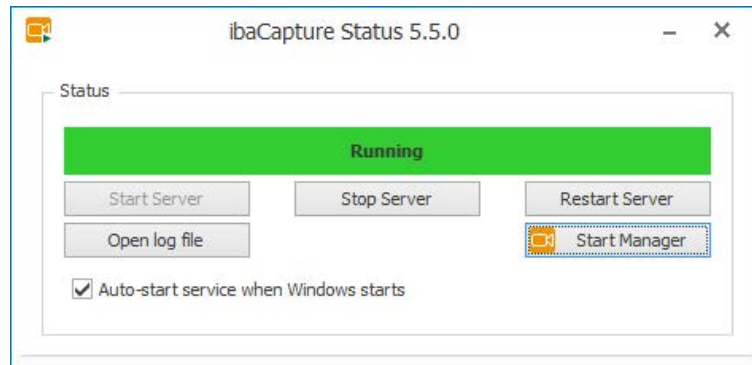 ibaCapture Status 5.5.0
Status
Running
Start Server Stop Server Restart Server
Open log file Start Manager
Auto-start service when Windows starts